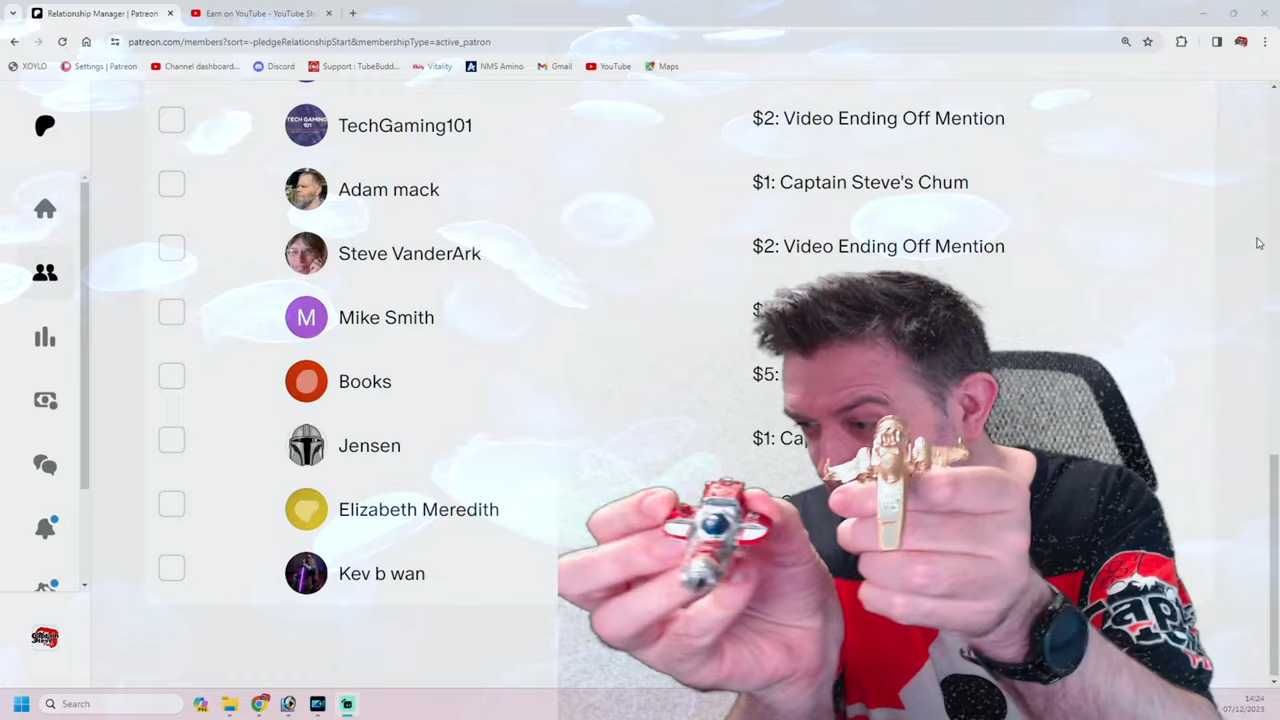 Relationship Manager | Patreon
Earn on YouTube - YouTube St
patreon.com/members?sort=-pledgeRelationshipStart&membershipType=active_patron
XOYLO
Settings | Patreon
Channel dashboard...
Discord
Support : TubeBudd...
Vitality
NMS Amino
Gmail
YouTube
Maps
TECH GAMING
101
TechGaming101
$2: Video Ending Off Mention
Adam mack
$1: Captain Steve's Chum
Steve VanderArk
$2: Video Ending Off Mention
M
Mike Smith
Books
$5:
Jensen
$1: Ca
Elizabeth Meredith
Kev b wan
Search
14:24
07/12/2023